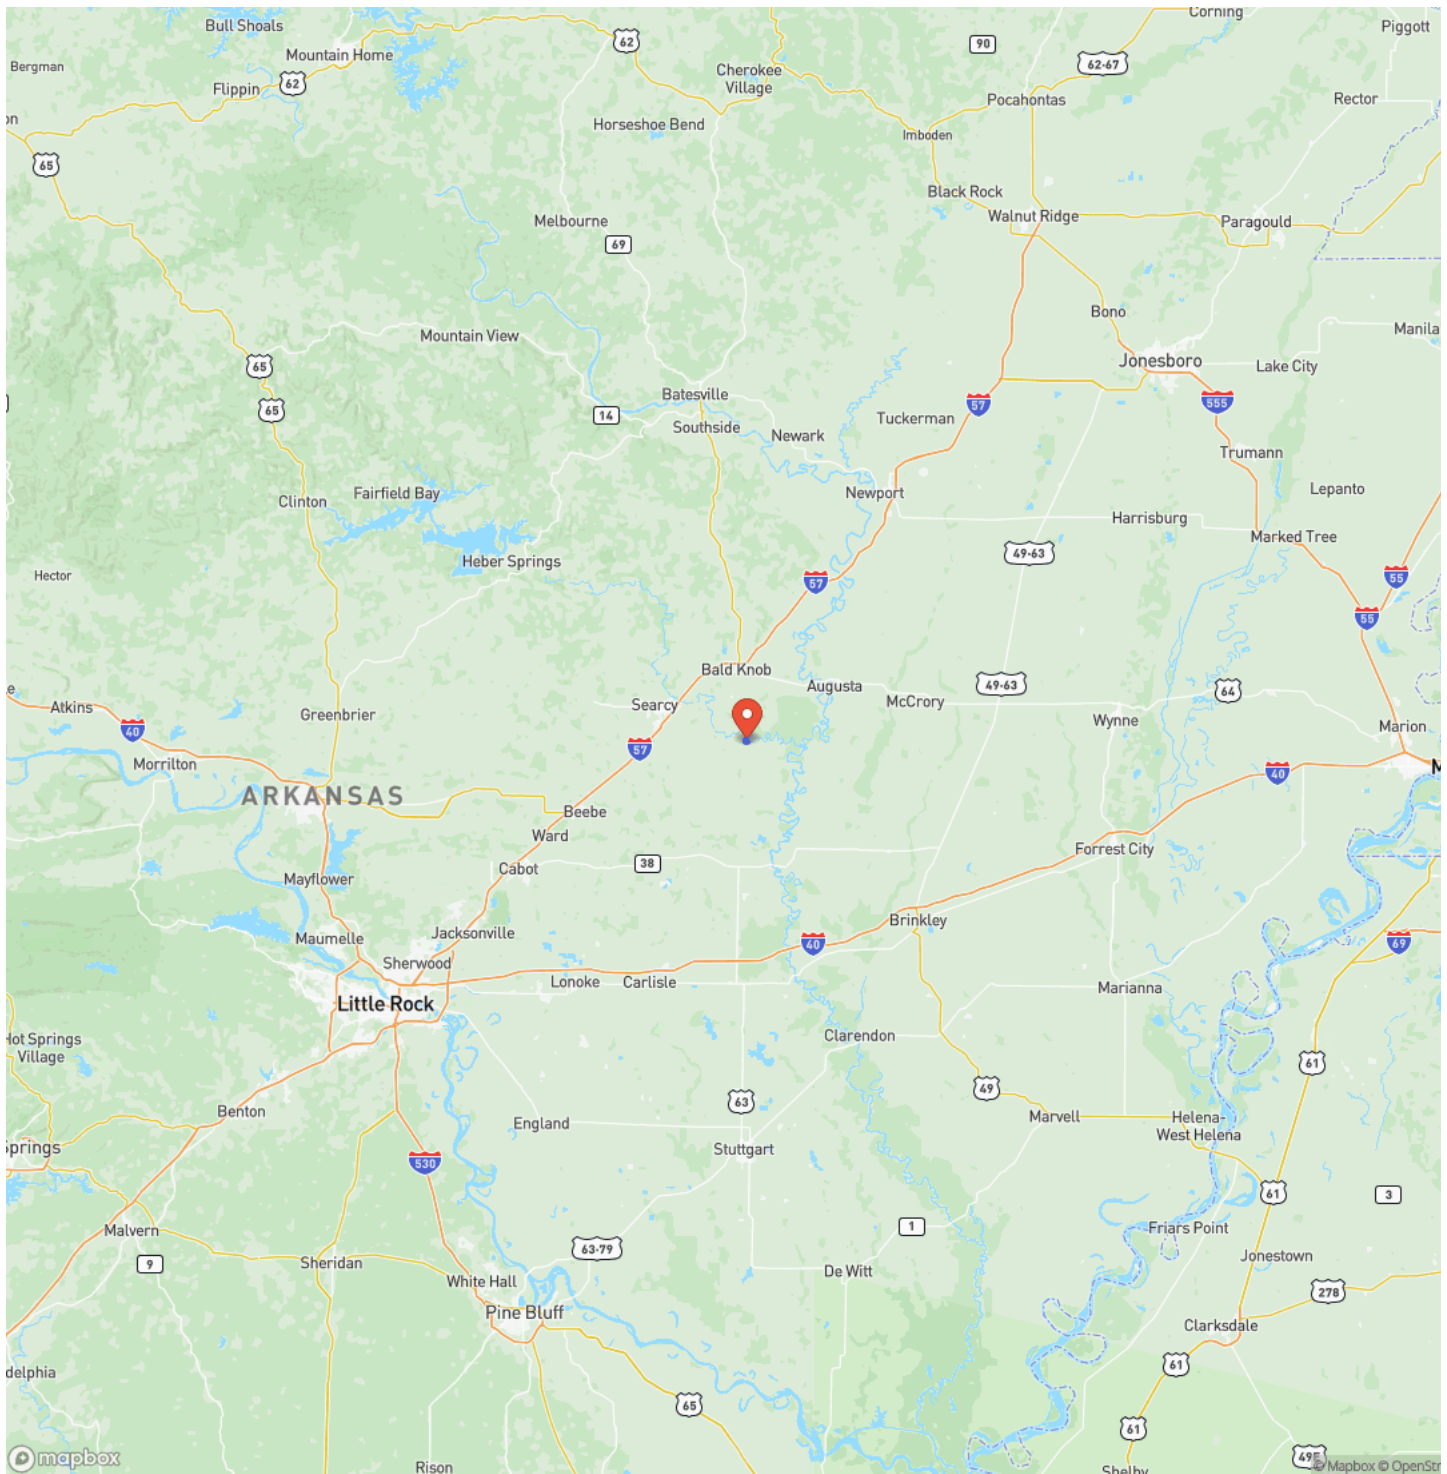 Bull Shoals
Corning
Piggott
62
90
Mountain Home
Bergman
62-67
Cherokee
Village
62
Flippin
Pocahontas
Rector
on
Horseshoe Bend
Imboden
65
Black Rock
Melbourne
Walnut Ridge
Paragould
69
Bono
Manila
Mountain View
Jonesboro
65
Lake City
Batesville
65
14
57
555
Tuckerman
Southside
Newark
Trumann
Fairfield Bay
Newport
Lepanto
Clinton
Harrisburg
Marked Tree
49-63
Heber Springs
Hector
57
55
55
Bald Knob
le
Augusta
49-63
64
Atkins
Searcy
McCrory
Greenbrier
Wynne
Marion
40
57
Morrilton
M
40
ARKANSAS
Beebe
Ward
Forrest City
38
Cabot
Mayflower
Brinkley
Maumelle
Jacksonville
40
69
Sherwood
Lonoke
Carlisle
Marianna
Little Rock
Hot Springs
Village
Clarendon
61
49
63
Benton
England
Marvell
Helena-
West Helena
Springs
Stuttgart
530
61
3
Malvern
1
Friars Point
63-79
Jonestown
9
Sheridan
De Witt
White Hall
278
Pine Bluff
Clarksdale
61
delphia
65
61
mapbox
49E
© Mapbox © OpenStr
Rison
Shelby